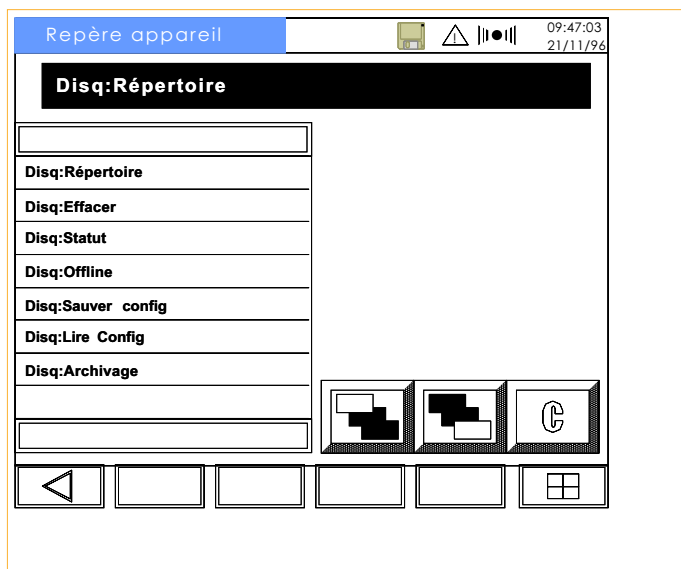 Repère appareil
09:47:03
21/11/96
Disq:Répertoire
Disq:Répertoire
Disq:Effacer
Disq:Statut
Disq:Offline
Disq:Sauver config
Disq:Lire Config
Disq:Archivage
C